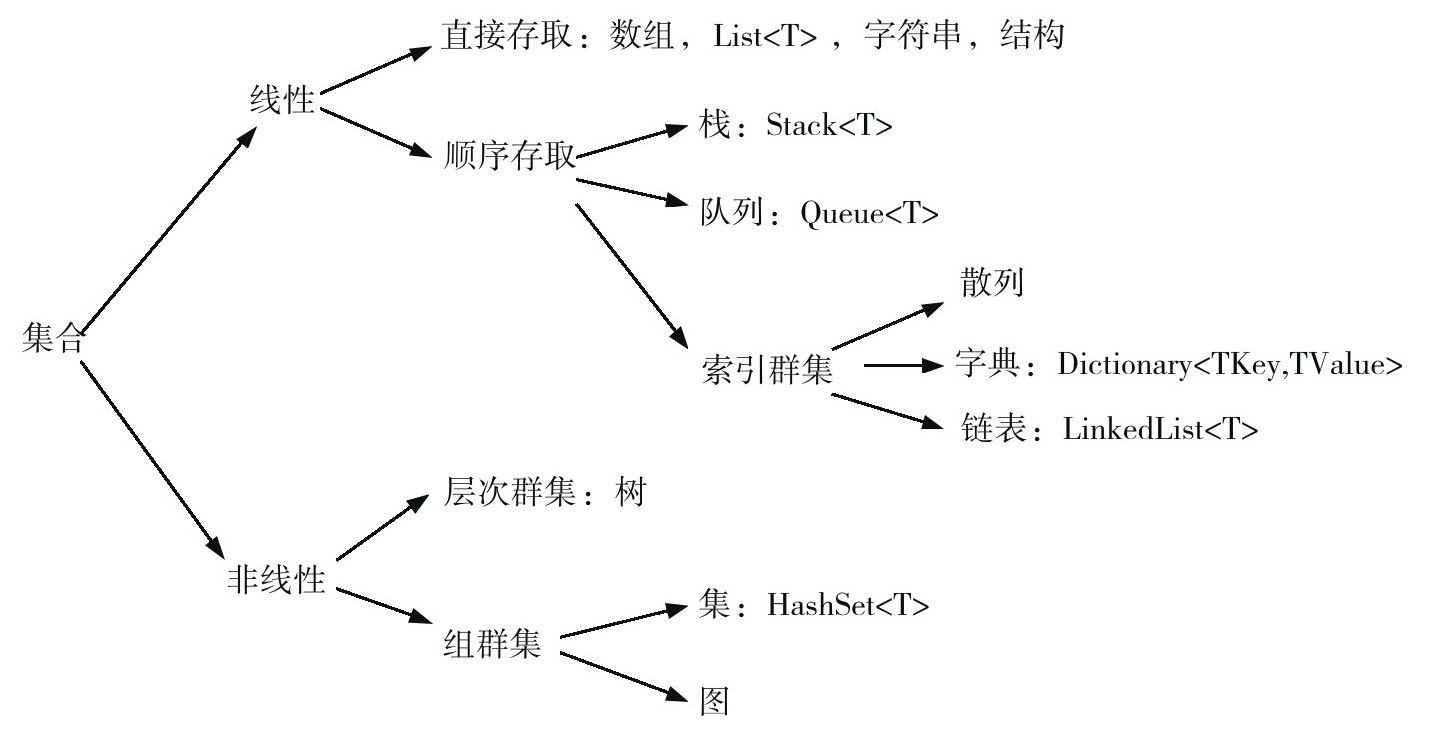 直接存取：数组，List<T>，字符串，结构
线性
栈：Stack<T>
顺序存取
队列：Queue<T>
散列
集合
字典：Dictionary<TKey,TValue>
索引群集
链表：LinkedList<T>
层次群集：树
非线性
集：HashSet<T>
组群集
图